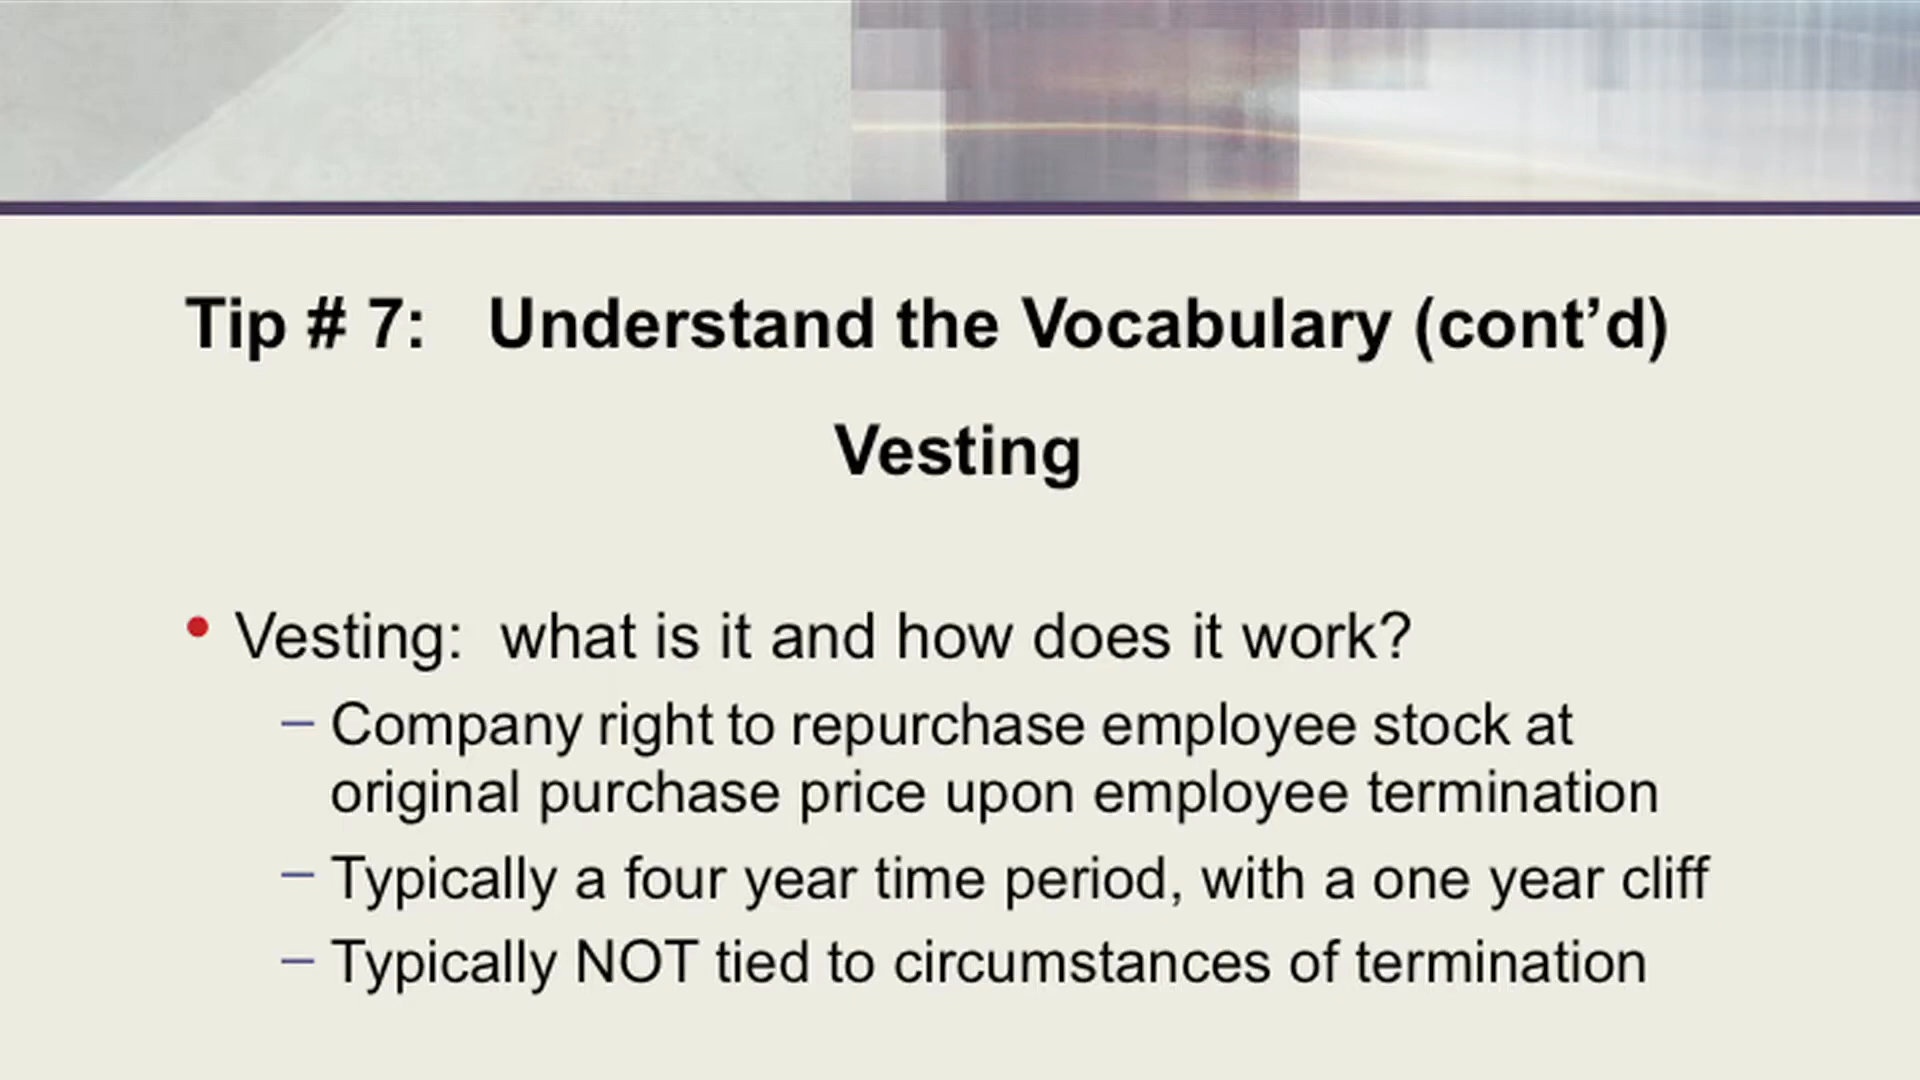 Tip # 7: Understand the Vocabulary (cont’d)
Vesting
• Vesting: what is it and how does it work?
– Company right to repurchase employee stock at
original purchase price upon employee termination
– Typically a four year time period, with a one year cliff
– Typically NOT tied to circumstances of termination